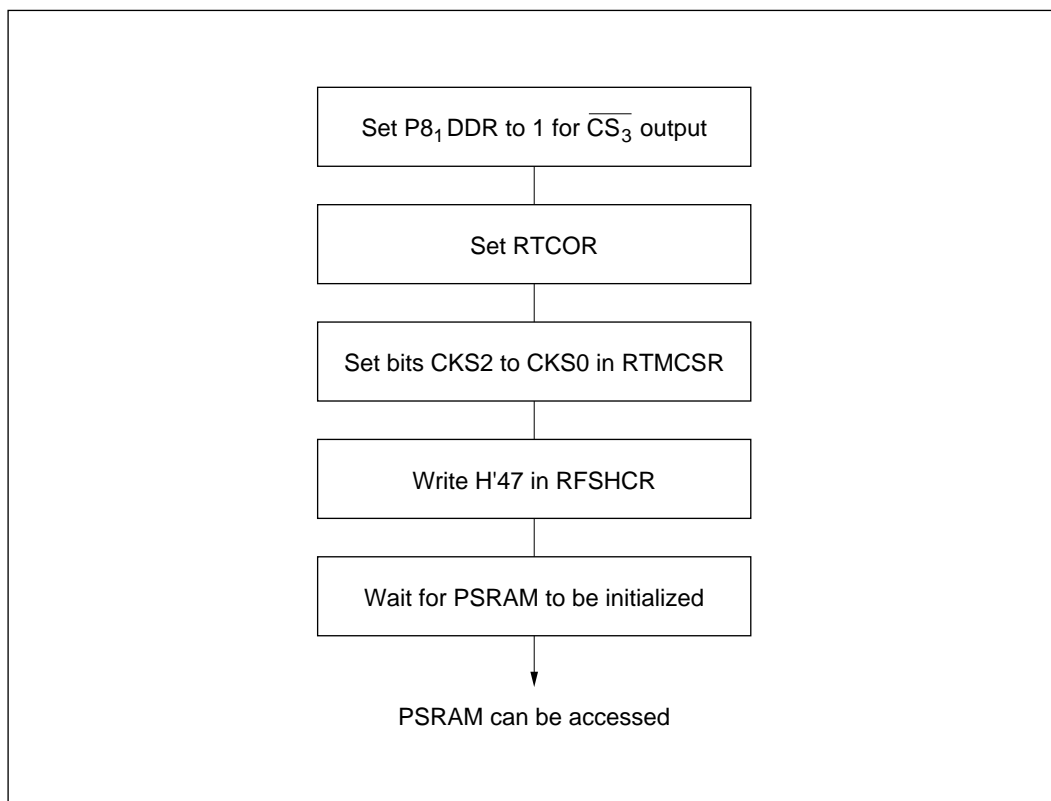 Set P8₁ DDR to 1 for C̅S̅₃̅ output
Set RTCOR
Set bits CKS2 to CKS0 in RTMCSR
Write H'47 in RFSHCR
Wait for PSRAM to be initialized
PSRAM can be accessed